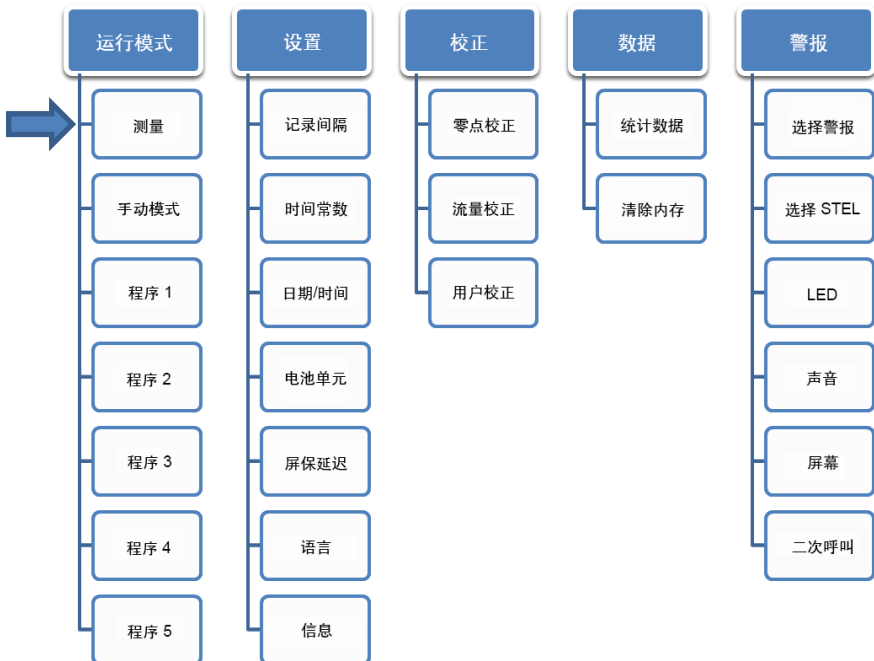 运行模式
测量
手动模式
程序 1
程序 2
程序 3
程序 4
程序 5
设置
记录间隔
时间常数
日期/时间
电池单元
屏保延迟
语言
信息
校正
零点校正
流量校正
用户校正
数据
统计数据
清除内存
警报
选择警报
选择 STEL
LED
声音
屏幕
二次呼叫